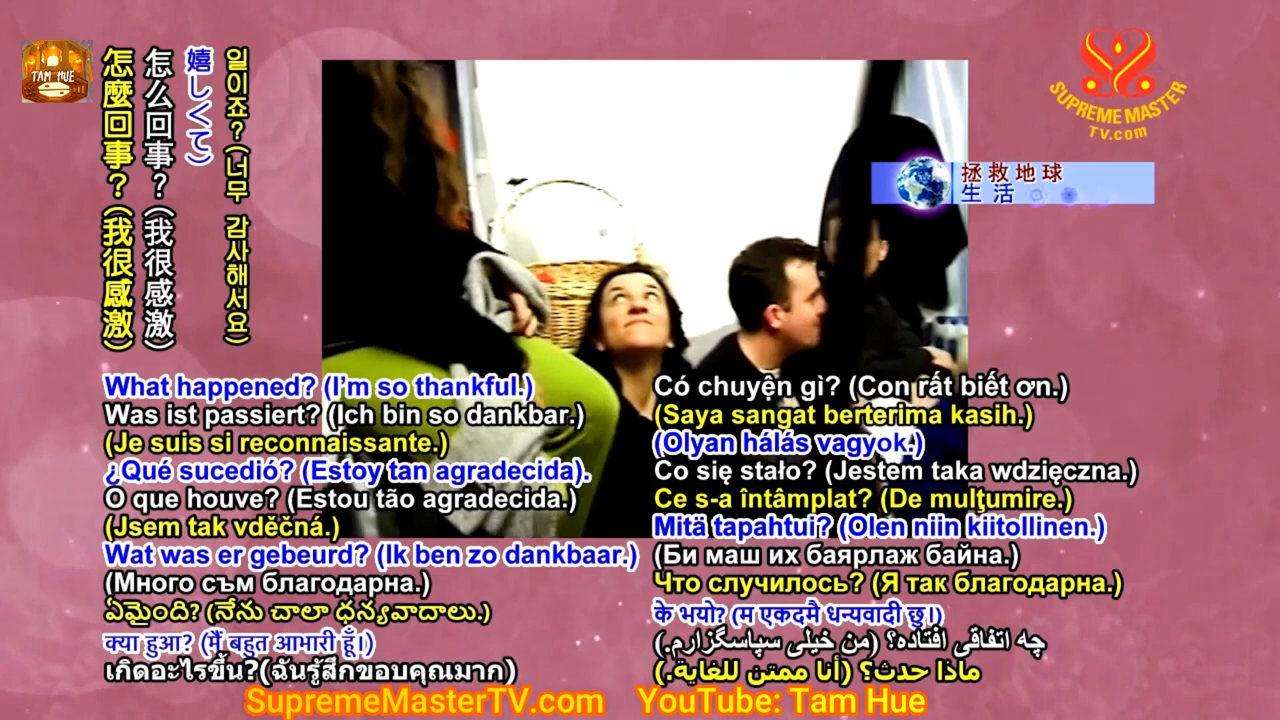 TAM HUE
怎麼回事？（我很感激）
怎么回事？（我很感激）
嬉しくて）
일이죠？（너무 감사해서요）
SUPREME MASTER
TV.com
拯救地球
生活
What happened? (I'm so thankful.)
Was ist passiert? (Ich bin so dankbar.)
(Je suis si reconnaissante.)
¿Qué sucedió? (Estoy tan agradecida).
O que houve? (Estou tão agradecida.)
(Jsem tak vděčná.)
Wat was er gebeurd? (Ik ben zo dankbaar.)
(Много съм благодарна.)
ఏమైంది? (నేను చాలా ధన్యవాదాలు.)
क्या हुआ? (मैं बहुत आभारी हूँ।)
เกิดอะไรขึ้น?(ฉันรู้สึกขอบคุณมาก)
Có chuyện gì? (Con rất biết ơn.)
(Saya sangat berterima kasih.)
(Olyan hálás vagyok.)
Co się stało? (Jestem taka wdzięczna.)
Ce s-a întâmplat? (De mulţumire.)
Mitä tapahtui? (Olen niin kiitollinen.)
(Би маш их баярлаж байна.)
Что случилось? (Я так благодарна.)
के भयो? (म एकदमै धन्यवादी छु।)
چه اتفاقی افتاده؟ (من خیلی سپاسگزارم.)
ماذا حدث؟ (أنا ممتن للغاية.)
SupremeMasterTV.com YouTube: Tam Hue